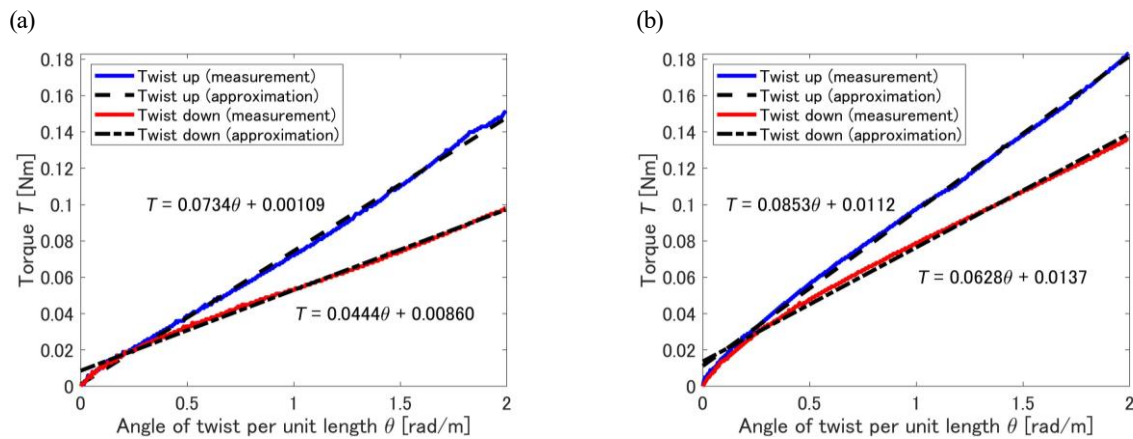 (a)
0.18
0.16
0.14
0.12
0.1
0.08
0.06
0.04
0.02
0
Torque T [Nm]
Twist up (measurement)
Twist up (approximation)
Twist down (measurement)
Twist down (approximation)
T = 0.0734θ + 0.00109
T = 0.0444θ + 0.00860
0 0.5 1 1.5 2
Angle of twist per unit length θ [rad/m]
(b)
0.18
0.16
0.14
0.12
0.1
0.08
0.06
0.04
0.02
0
Torque T [Nm]
Twist up (measurement)
Twist up (approximation)
Twist down (measurement)
Twist down (approximation)
T = 0.0853θ + 0.0112
T = 0.0628θ + 0.0137
0 0.5 1 1.5 2
Angle of twist per unit length θ [rad/m]